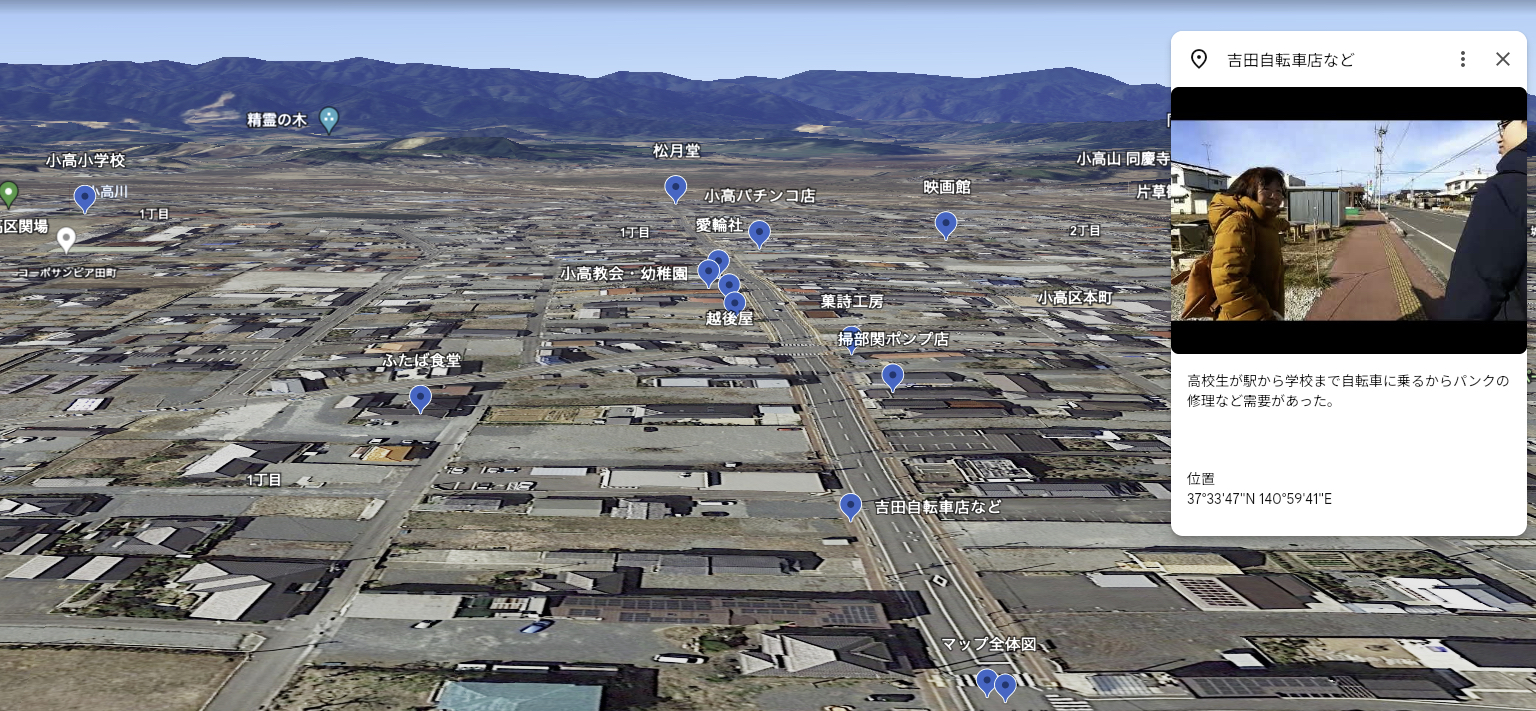 精霊の木
小高小学校
小高川
1丁目
区関場
コーポサンピア田町
松月堂
小高パチンコ店
映画館
小高山 同慶寺
片草
愛輪社
1丁目
2丁目
小高教会・幼稚園
越後屋
菓詩工房
小高区本町
掃部関ポンプ店
ふたば食堂
1丁目
吉田自転車店など
マップ全体図
吉田自転車店など
高校生が駅から学校まで自転車に乗るからパンクの
修理など需要があった。
位置
37°33'47"N 140°59'41"E